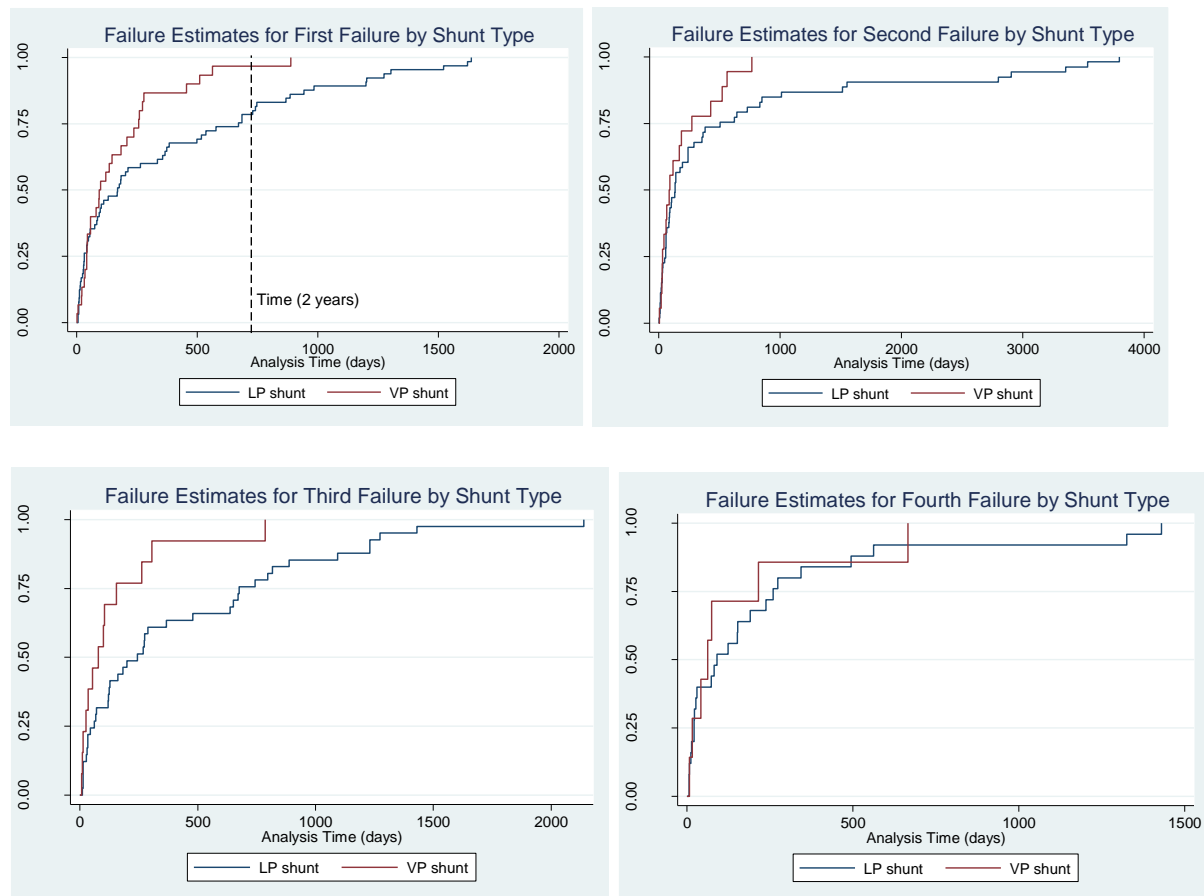 Failure Estimates for First Failure by Shunt Type
1.00
0.75
0.50
0.25
0.00
Time (2 years)
0 500 1000 1500 2000
Analysis Time (days)
LP shunt VP shunt
Failure Estimates for Second Failure by Shunt Type
1.00
0.75
0.50
0.25
0.00
0 1000 2000 3000 4000
Analysis Time (days)
LP shunt VP shunt
Failure Estimates for Third Failure by Shunt Type
1.00
0.75
0.50
0.25
0.00
0 500 1000 1500 2000
Analysis Time (days)
LP shunt VP shunt
Failure Estimates for Fourth Failure by Shunt Type
1.00
0.75
0.50
0.25
0.00
0 500 1000 1500
Analysis Time (days)
LP shunt VP shunt